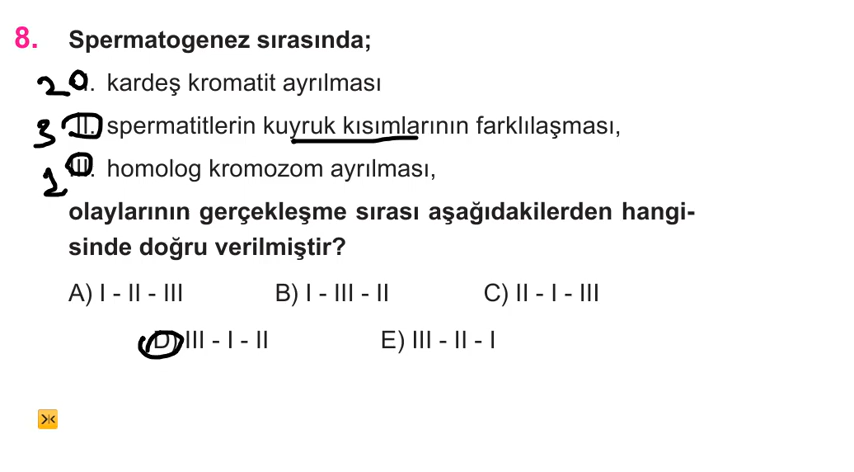 8. Spermatogenez sırasında;
2 I. kardeş kromatit ayrılması
3 II. spermatitlerin kuyruk kısımlarının farklılaşması,
1 III. homolog kromozom ayrılması,
olaylarının gerçekleşme sırası aşağıdakilerden hangi-
sinde doğru verilmiştir?
A) I - II - III B) I - III - II C) II - I - III
D) III - I - II E) III - II - I